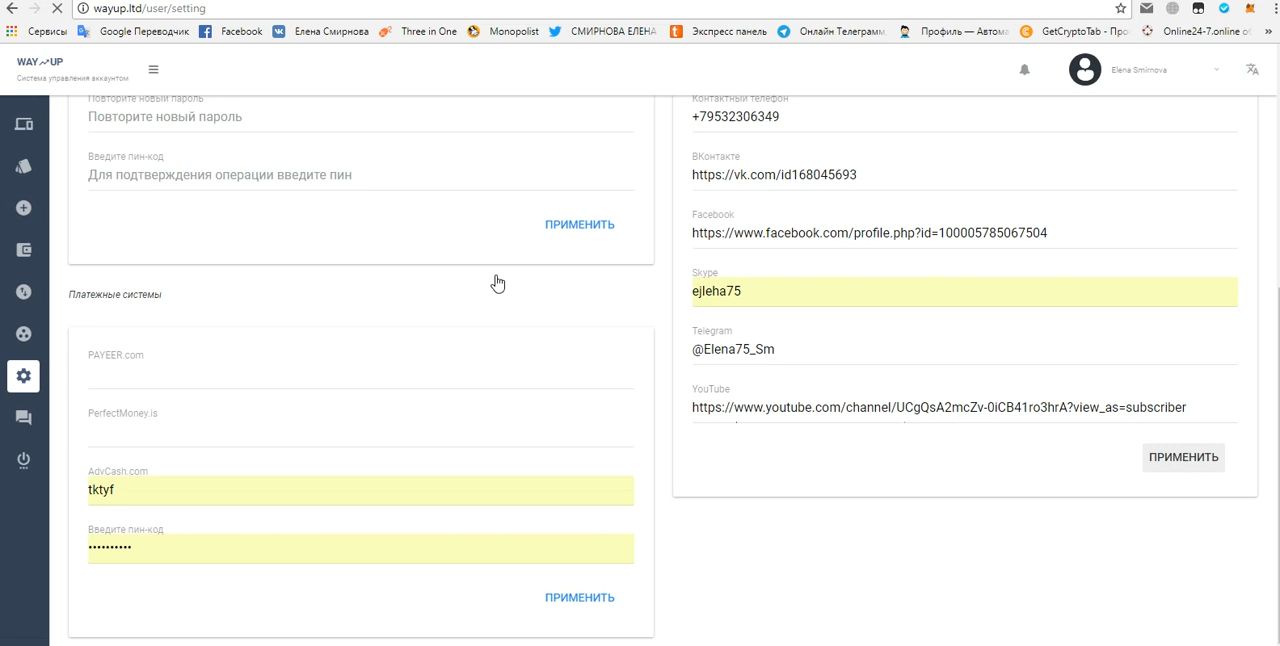 wayup.ltd/user/setting
Сервисы Google Переводчик Facebook Елена Смирнова Three in One Monopolist СМИРНОВА ЕЛЕНА Экспресс панель Онлайн Телеграмм, Профиль — Автома GetCryptoTab - Про Online24-7.online о »
WAY UP
Система управления аккаунтом
Elena Smirnova
Повторите новый пароль
Повторите новый пароль
Введите пин-код
Для подтверждения операции введите пин
ПРИМЕНИТЬ
Платежные системы
PAYEER.com
PerfectMoney.is
AdvCash.com
tktyf
Введите пин-код
••••••••••
ПРИМЕНИТЬ
Контактный телефон
+79532306349
ВКонтакте
https://vk.com/id168045693
Facebook
https://www.facebook.com/profile.php?id=100005785067504
Skype
ejleha75
Telegram
@Elena75_Sm
YouTube
https://www.youtube.com/channel/UCgQsA2mcZv-0iCB41ro3hrA?view_as=subscriber
ПРИМЕНИТЬ